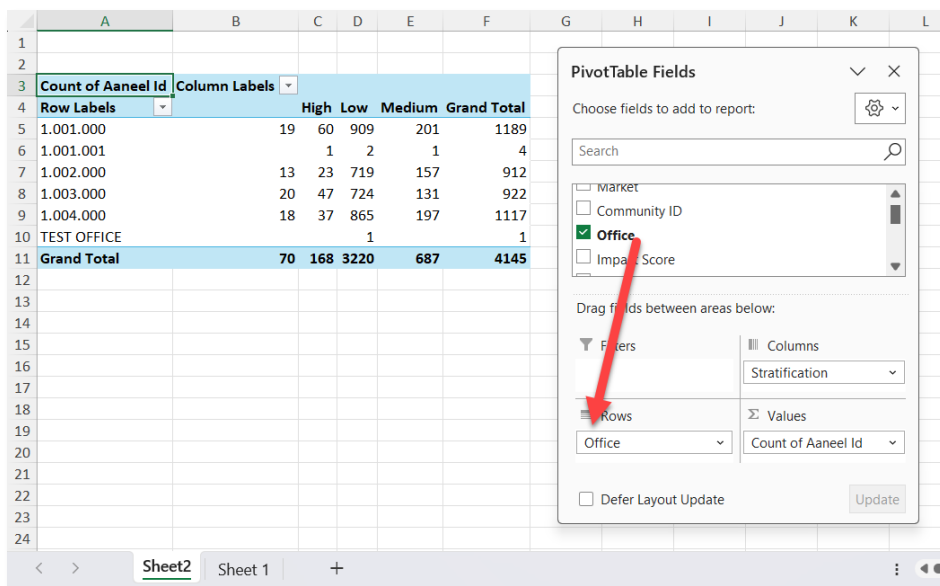 A B C D E F G H I J K L
1
2
3 Count of Aaneel Id Column Labels
4 Row Labels High Low Medium Grand Total
5 1.001.000 19 60 909 201 1189
6 1.001.001 1 2 1 4
7 1.002.000 13 23 719 157 912
8 1.003.000 20 47 724 131 922
9 1.004.000 18 37 865 197 1117
10 TEST OFFICE 1 1
11 Grand Total 70 168 3220 687 4145
12
13
14
15
16
17
18
19
20
21
22
23
24
PivotTable Fields
Choose fields to add to report:
Search
Market
Community ID
Office
Impact Score
Drag fields between areas below:
Filters
Columns
Stratification
Rows
Σ Values
Office
Count of Aaneel Id
Defer Layout Update
Update
Sheet2 Sheet 1 +